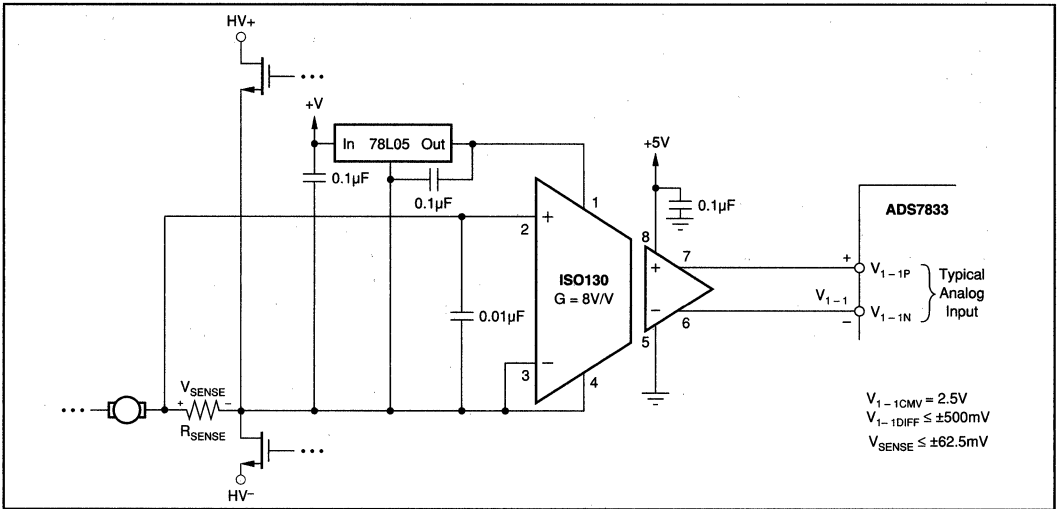 HV+
+V
In 78L05 Out
0.1µF
0.1µF
+5V
0.1µF
ADS7833
1
2
+
ISO130
G = 8V/V
8
+
7
+
V1–1P
Typical
Analog
Input
V1–1
–
6
–
V1–1N
0.01µF
5
3
–
4
VSENSE
+ –
RSENSE
V1–1CMV = 2.5V
V1–1DIFF ≤ ±500mV
VSENSE ≤ ±62.5mV
HV–